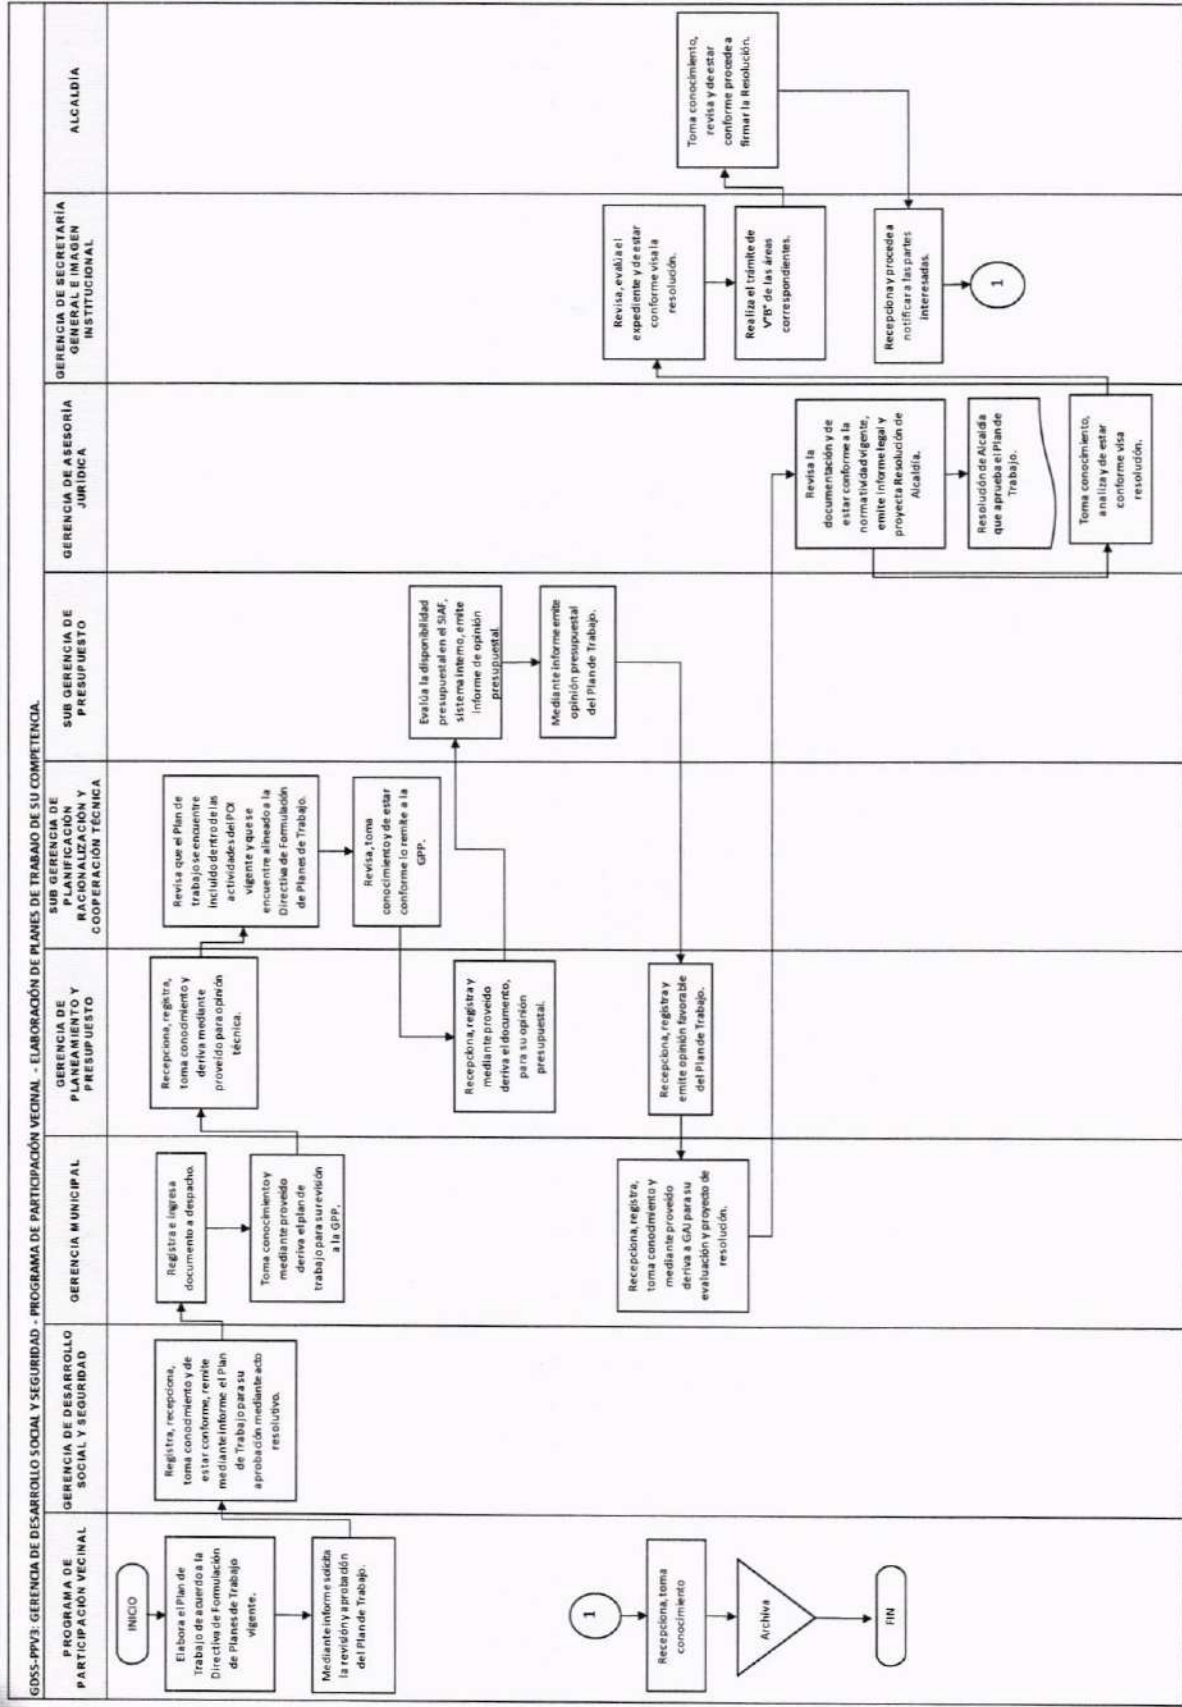 GDSS-PPV3: GERENCIA DE DESARROLLO SOCIAL Y SEGURIDAD - PROGRAMA DE PARTICIPACIÓN VECINAL - ELABORACIÓN DE PLANES DE TRABAJO DE SU COMPETENCIA.
PROGRAMA DE
PARTICIPACIÓN VECINAL
GERENCIA DE DESARROLLO
SOCIAL Y SEGURIDAD
GERENCIA MUNICIPAL
GERENCIA DE
PLANEAMIENTO Y
PRESUPUESTO
SUB GERENCIA DE
PLANIFICACIÓN
RACIONALIZACIÓN Y
COOPERACIÓN TÉCNICA
SUB GERENCIA DE
PRESUPUESTO
GERENCIA DE ASESORÍA
JURÍDICA
GERENCIA DE SECRETARÍA
GENERAL E IMAGEN
INSTITUCIONAL
ALCALDÍA
INICIO
Elabora el Plan de
Trabajo de acuerdo a la
Directiva de Formulación
de Planes de Trabajo
vigente.
Mediante informe solicita
la revisión y aprobación
del Plan de Trabajo.
Registra, recepciona,
toma conocimiento y de
estar conforme, remite
mediante informe el Plan
de Trabajo para su
aprobación mediante acto
resolutivo.
Registra e ingresa
documento a despacho.
Toma conocimiento y
mediante proveido
deriva el plan de
trabajo para su revisión
a la GPP.
Recepciona, registra,
toma conocimiento y
deriva mediante
proveído para opinión
técnica.
Revisa que el Plan de
trabajo se encuentre
incluído dentro de las
actividades del POI
vigente y que se
encuentre alineado a la
Directiva de Formulación
de Planes de Trabajo.
Revisa, toma
conocimiento y de estar
conforme lo remite a la
GPP.
Recepciona, registra y
mediante proveído
deriva el documento,
para su opinión
presupuestal.
Evalúa la disponibilidad
presupuestal en el SIAF,
sistema interno, emite
informe de opinión
presupuestal.
Mediante informe emite
opinión presupuestal
del Plan de Trabajo.
Recepciona, registra y
emite opinión favorable
del Plan de Trabajo.
Recepciona, registra,
toma conocimiento y
mediante proveído
deriva a GAJ para su
evaluación y proyecto de
resolución.
Revisa la
documentación y de
estar conforme a la
normatividad vigente,
emite informe legal y
proyecta Resolución de
Alcaldía.
Resolución de Alcaldía
que aprueba el Plan de
Trabajo.
Toma conocimiento,
analiza y de estar
conforme visa
resolución.
Revisa, evalúa el
expediente y de estar
conforme visa la
resolución.
Realiza el trámite de
V°B° de las áreas
correspondientes.
Toma conocimiento,
revisa y de estar
conforme procede a
firmar la Resolución.
Recepciona y procede a
notificar a las partes
interesadas.
1
1
Recepciona, toma
conocimiento
Archiva
FIN